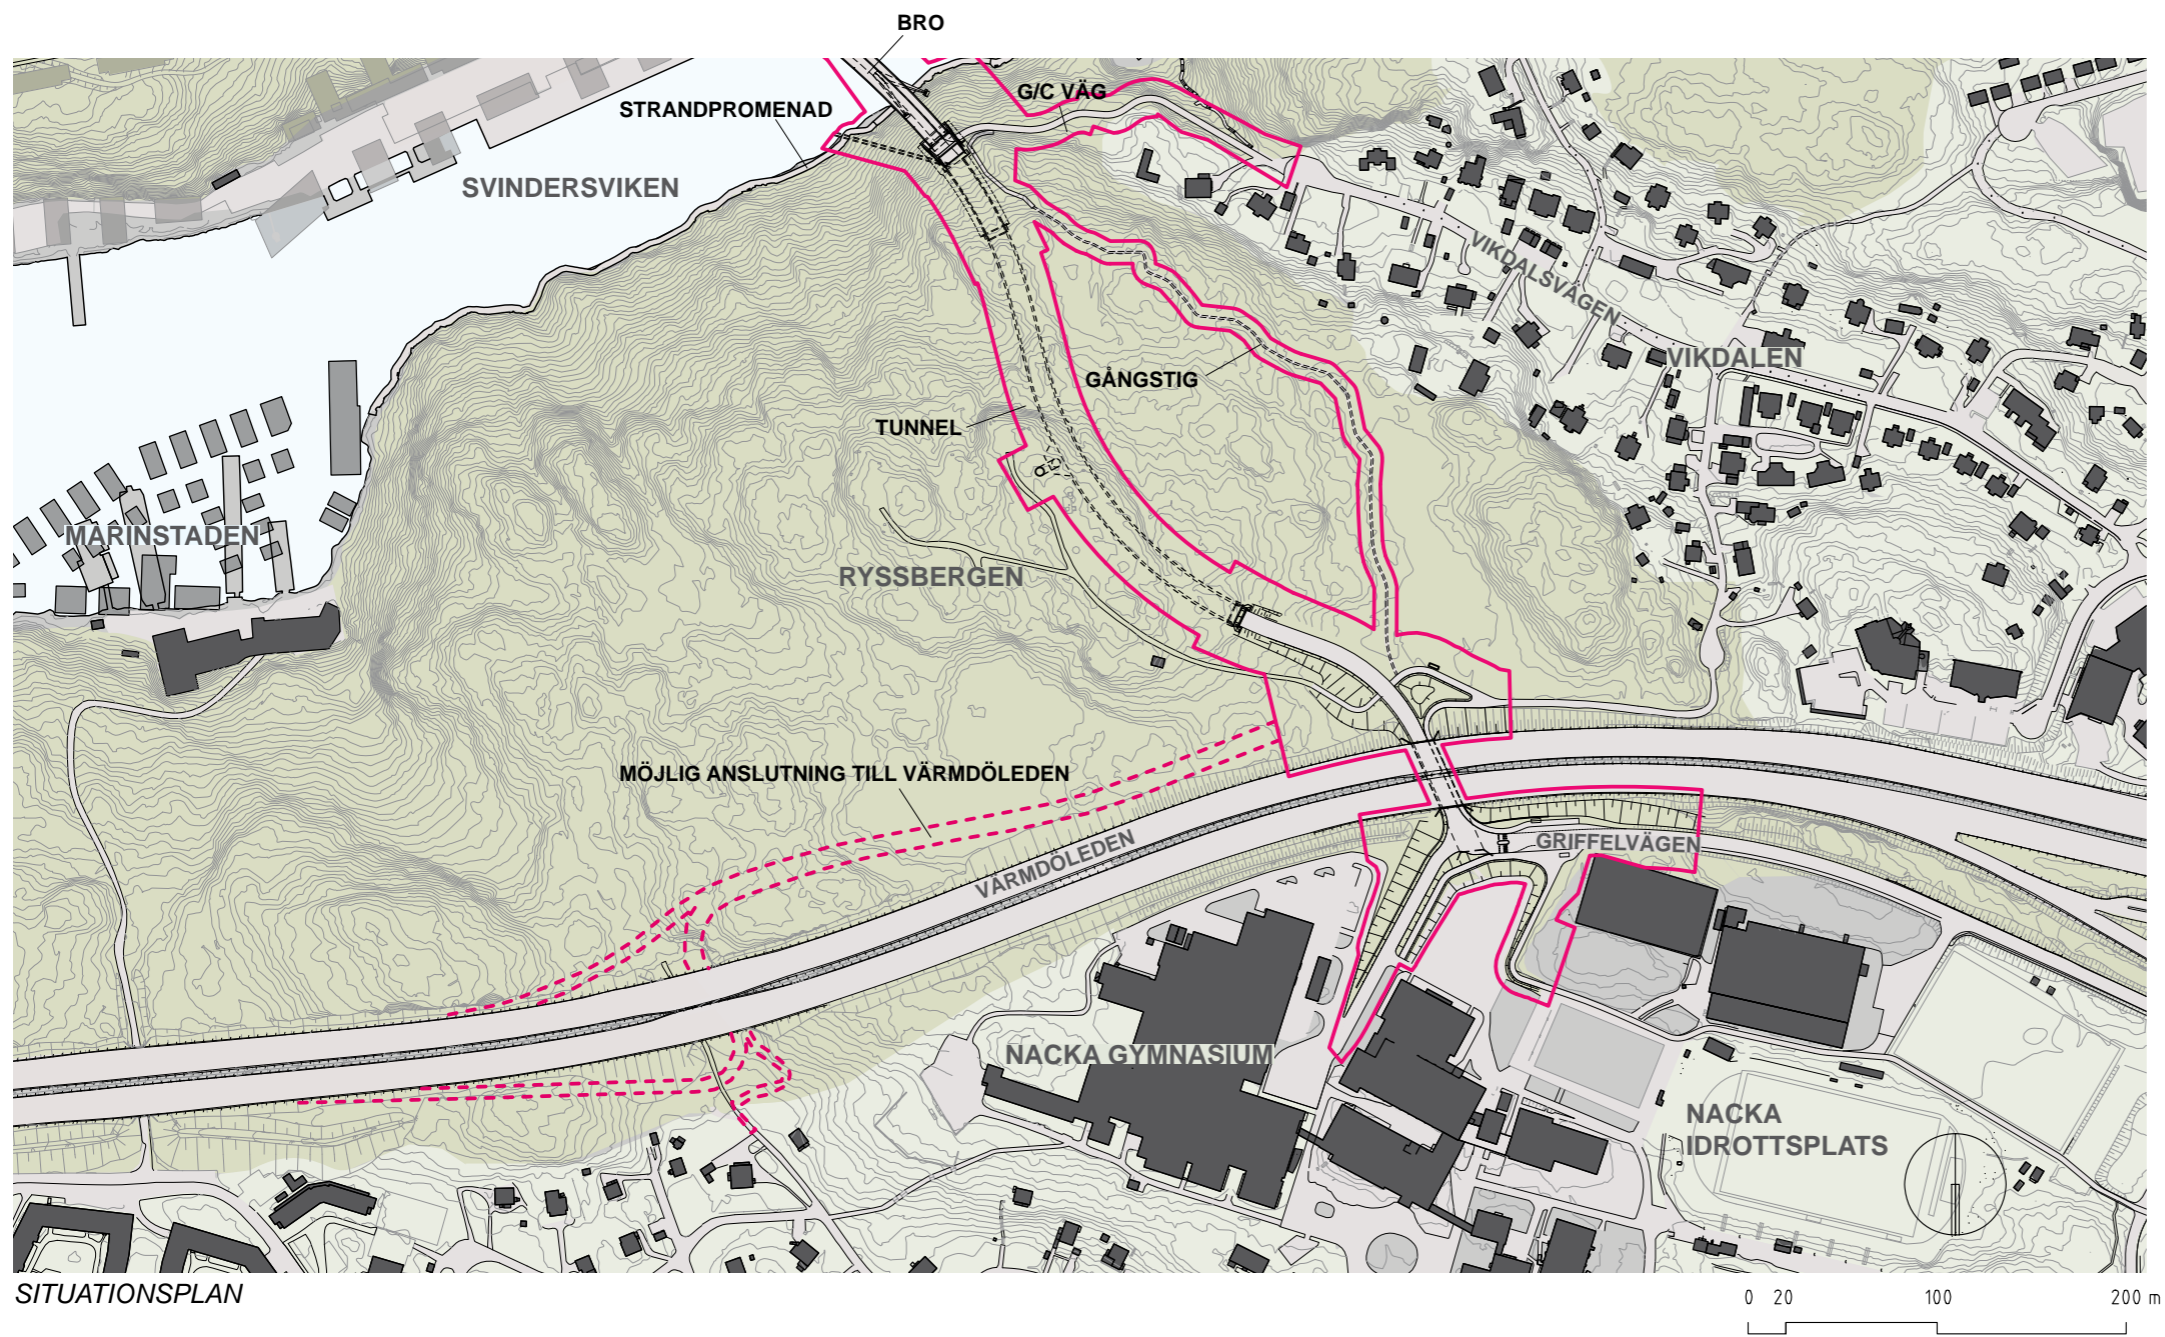 BRO
G/C VÄG
STRANDPROMENAD
SVINDERSVIKEN
VIKDALSVÄGEN
VIKDALEN
GÅNGSTIG
TUNNEL
MARINSTADEN
RYSSBERGEN
MÖJLIG ANSLUTNING TILL VÄRMDÖLEDEN
VÄRMDÖLEDEN
GRIFFELVÄGEN
NACKA GYMNASIUM
NACKA
IDROTTSPLATS
SITUATIONSPLAN
0 20 100 200 m